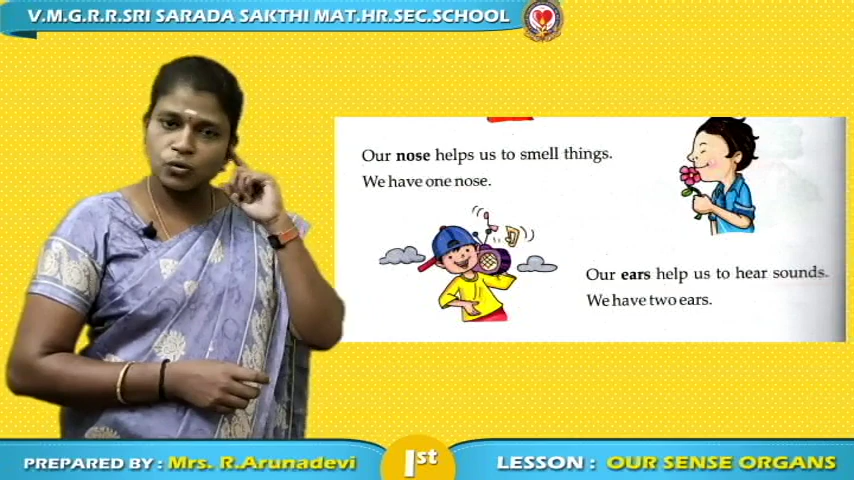 V.M.G.R.R.SRI SARADA SAKTHI MAT.HR.SEC.SCHOOL
Our nose helps us to smell things.
We have one nose.
Our ears help us to hear sounds.
We have two ears.
PREPARED BY : Mrs. R.Arunadevi
1st
LESSON : OUR SENSE ORGANS